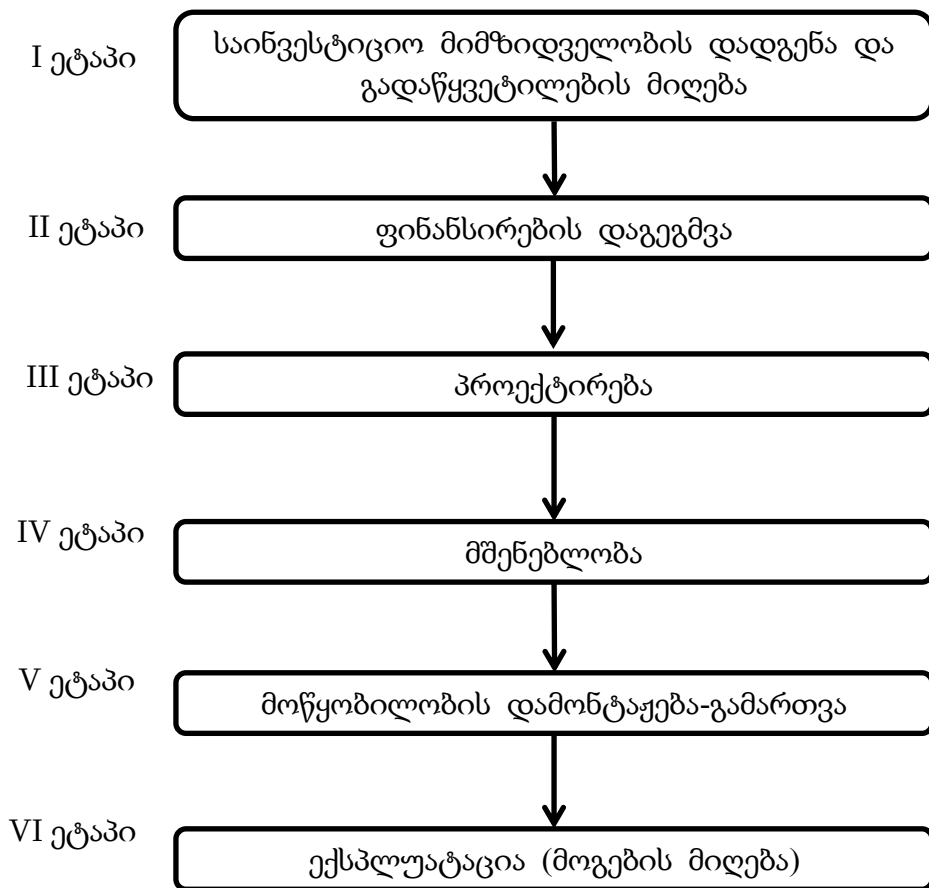 I ეტაპი
საინვესტიციო მიმზიდველობის დადგენა და
გადაწყვეტილების მიღება
II ეტაპი
ფინანსირების დაგეგმვა
III ეტაპი
პროექტირება
IV ეტაპი
მშენებლობა
V ეტაპი
მოწყობილობის დამონტაჟება-გამართვა
VI ეტაპი
ექსპლუატაცია (მოგების მიღება)